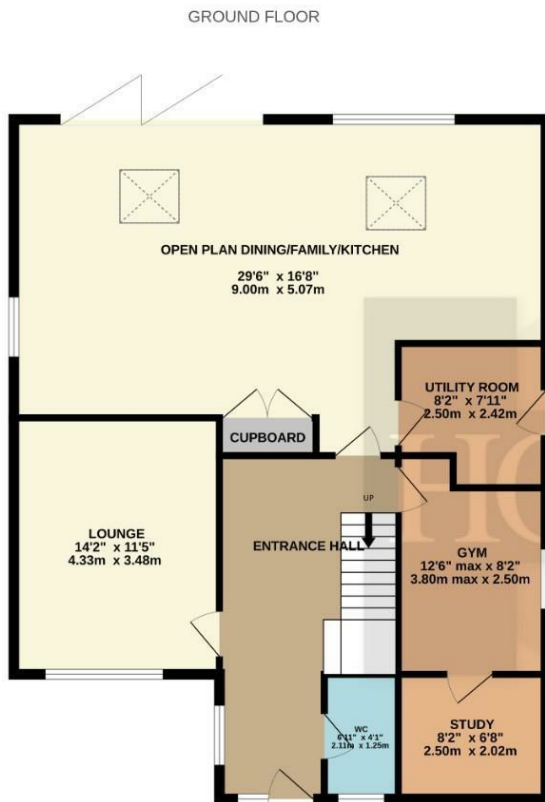 GROUND FLOOR
OPEN PLAN DINING/FAMILY/KITCHEN
29'6" x 16'8"
9.00m x 5.07m
UTILITY ROOM
8'2" x 7'11"
2.50m x 2.42m
CUPBOARD
UP
LOUNGE
14'2" x 11'5"
4.33m x 3.48m
ENTRANCE HALL
GYM
12'6" max x 8'2"
3.80m max x 2.50m
WC
6'11" x 4'1"
2.11m x 1.25m
STUDY
8'2" x 6'8"
2.50m x 2.02m